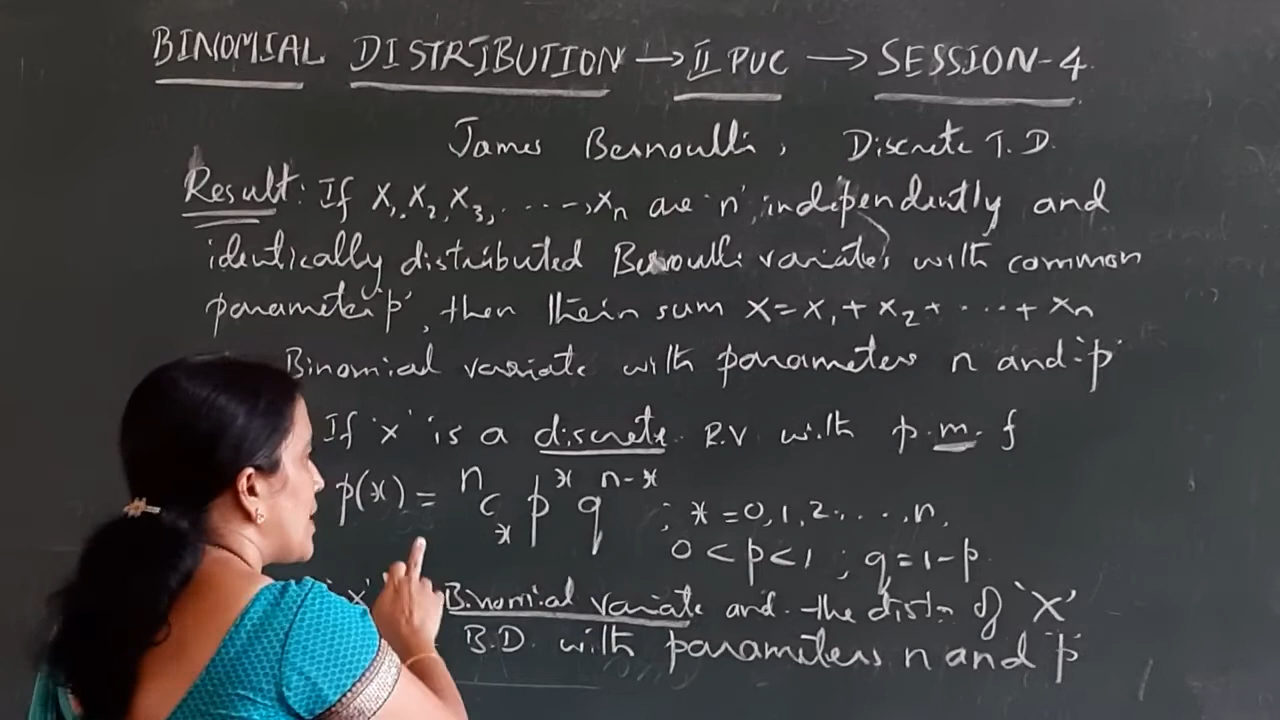 BINOMIAL DISTRIBUTION → II PUC → SESSION-4.
James Bernoulli, Discrete T.D.
Result: If X₁, X₂, X₃, ...., Xₙ are 'n' independently and
identically distributed Bernoulli variates with common
parameter 'p', then their sum X = X₁ + X₂ + ... + Xₙ
Binomial variate with parameters n and 'p'
If 'x' is a discrete R.V with p.m.f
p(x) = ⁿCₓ pˣ qⁿ⁻ˣ ; x = 0, 1, 2, ..., n,
0 < p < 1 ; q = 1 - p
'x' Binomial variate and the distn of 'X'
B.D. with parameters n and 'p'